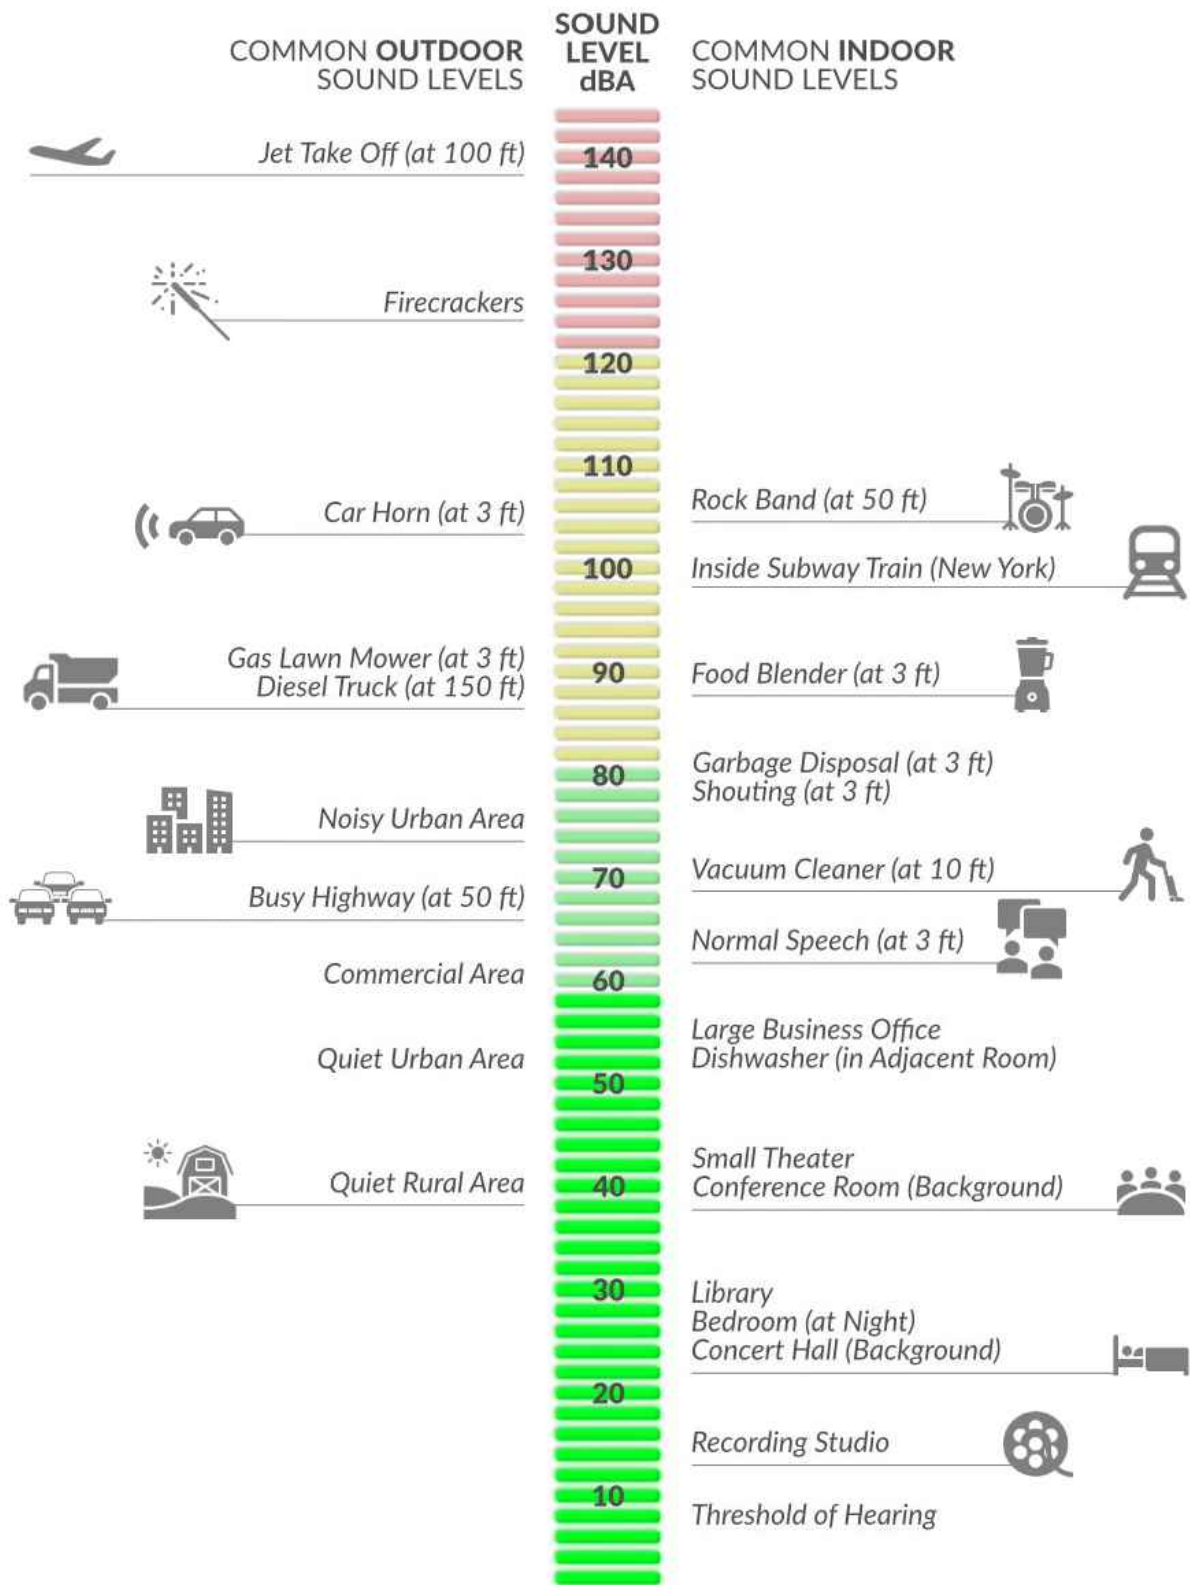 COMMON OUTDOOR
SOUND LEVELS
SOUND
LEVEL
dBA
COMMON INDOOR
SOUND LEVELS
Jet Take Off (at 100 ft)
140
130
Firecrackers
120
110
Rock Band (at 50 ft)
Car Horn (at 3 ft)
100
Inside Subway Train (New York)
Gas Lawn Mower (at 3 ft)
Diesel Truck (at 150 ft)
90
Food Blender (at 3 ft)
80
Garbage Disposal (at 3 ft)
Shouting (at 3 ft)
Noisy Urban Area
70
Vacuum Cleaner (at 10 ft)
Busy Highway (at 50 ft)
Normal Speech (at 3 ft)
Commercial Area
60
Large Business Office
Dishwasher (in Adjacent Room)
Quiet Urban Area
50
Small Theater
Conference Room (Background)
Quiet Rural Area
40
30
Library
Bedroom (at Night)
Concert Hall (Background)
20
Recording Studio
10
Threshold of Hearing